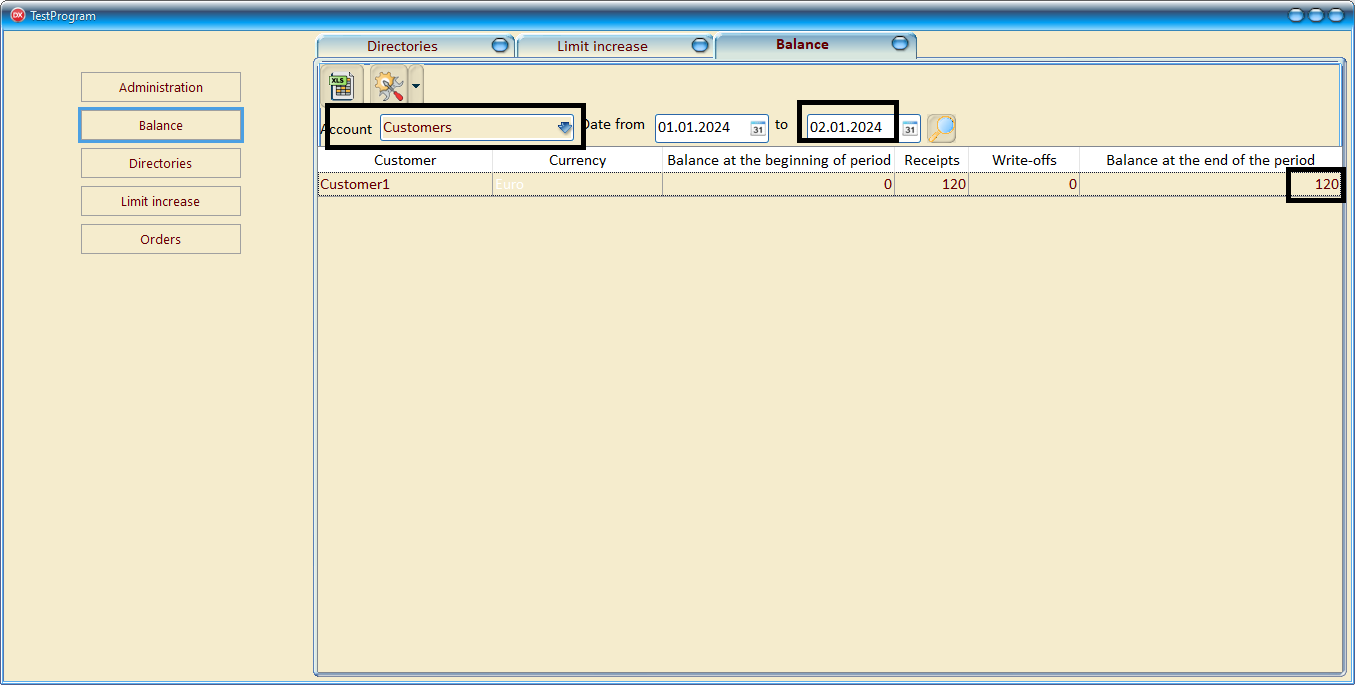 TestProgram
Directories
Limit increase
Balance
Administration
Balance
Directories
Limit increase
Orders
XLS
Account Customers Date from 01.01.2024 31 to 02.01.2024 31
Customer Currency Balance at the beginning of period Receipts Write-offs Balance at the end of the period
Customer1 Euro 0 120 0 120